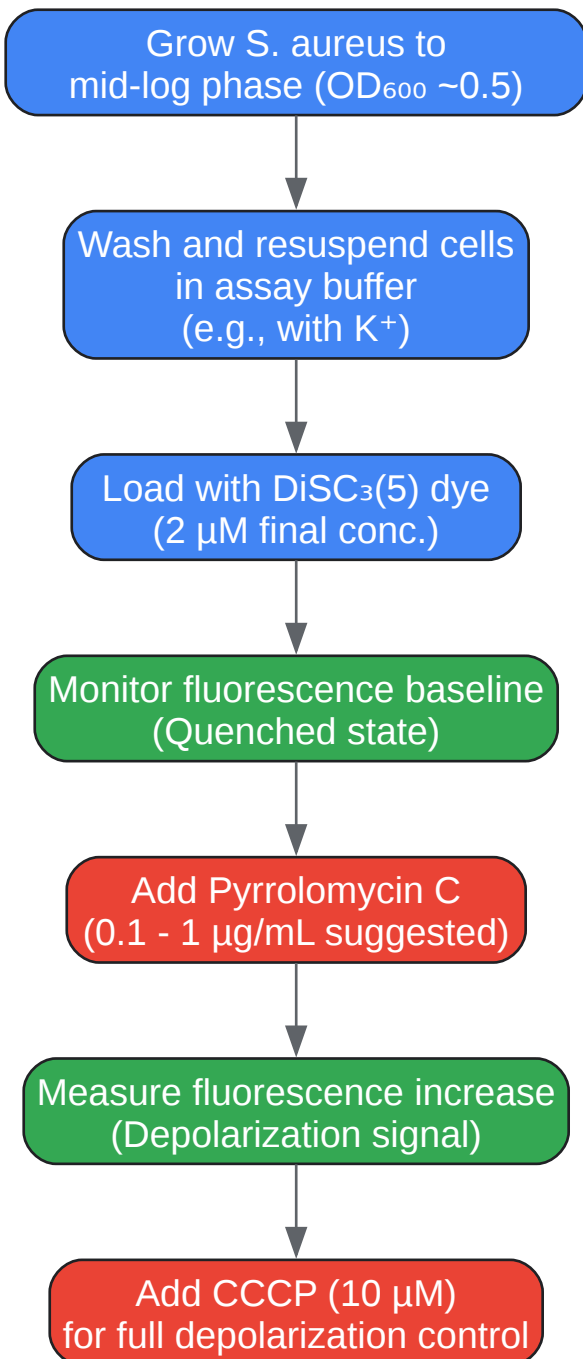 Grow S. aureus to
mid-log phase (OD₆₀₀ ~0.5)
Wash and resuspend cells
in assay buffer
(e.g., with K⁺)
Load with DiSC₃(5) dye
(2 µM final conc.)
Monitor fluorescence baseline
(Quenched state)
Add Pyrrolomycin C
(0.1 - 1 µg/mL suggested)
Measure fluorescence increase
(Depolarization signal)
Add CCCP (10 µM)
for full depolarization control